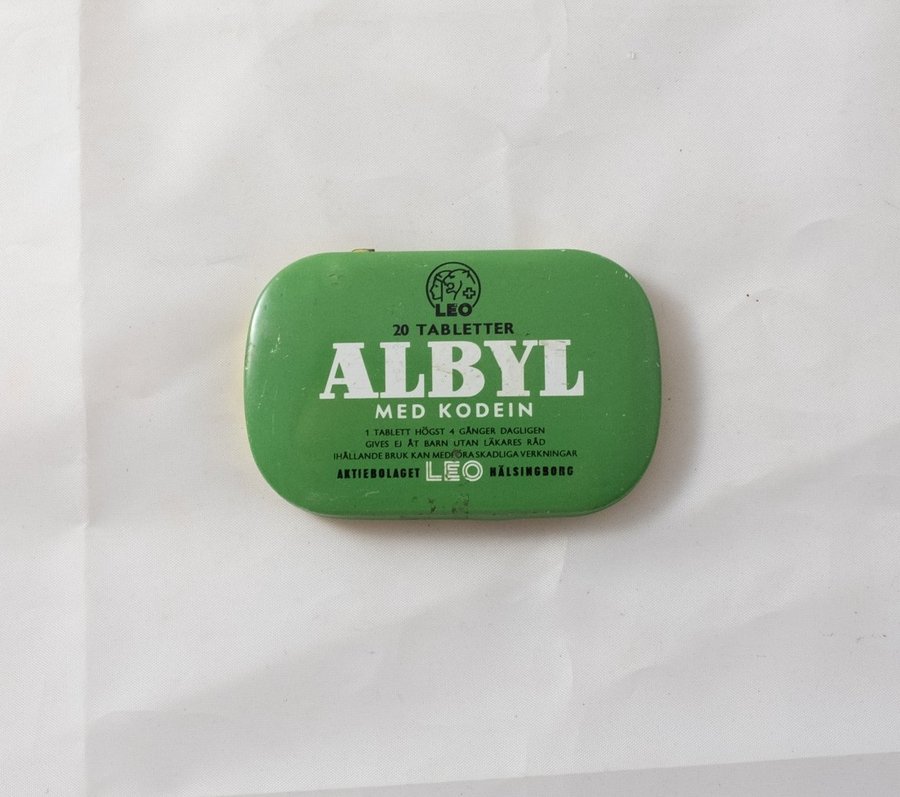 LEO
20 TABLETTER
ALBYL
MED KODEIN
1 TABLETT HÖGST 4 GÅNGER DAGLIGEN
GIVES EJ ÅT BARN UTAN LÄKARES RÅD
IHÅLLANDE BRUK KAN MEDFÖRA SKADLIGA VERKNINGAR
AKTIEBOLAGET LEO HÄLSINGBORG